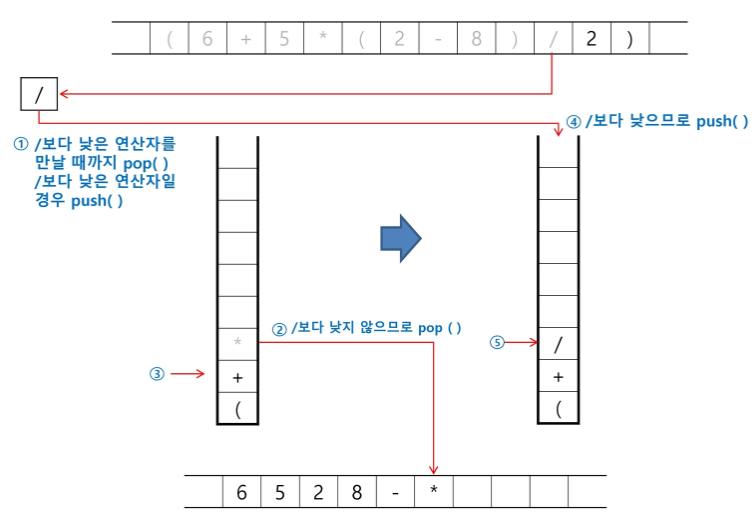 ( 6 + 5 * ( 2 - 8 ) / 2 )
/
④ /보다 낮으므로 push( )
① /보다 낮은 연산자를
만날 때까지 pop( )
/보다 낮은 연산자일
경우 push( )
② /보다 낮지 않으므로 pop ( )
*
③
+
(
⑤
/
+
(
6 5 2 8 - *